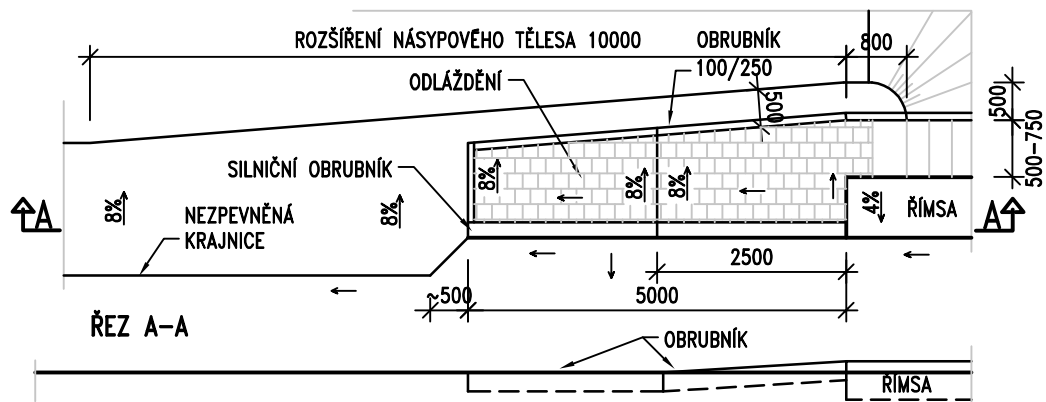 ROZŠÍŘENÍ NÁSYPOVÉHO TĚLESA 10000
OBRUBNÍK
100/250
800
ODLÁŽDĚNÍ
500
500
500-750
SILNIČNÍ OBRUBNÍK
8%
8%
8%
8%
8%
4%
ŘÍMSA
A
A
NEZPEVNĚNÁ
KRAJNICE
2500
~500
5000
ŘEZ A-A
OBRUBNÍK
ŘÍMSA